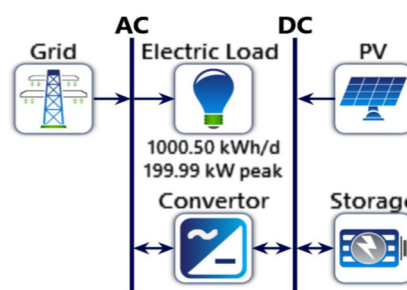 AC
DC
Grid
Electric Load
PV
1000.50 kWh/d
199.99 kW peak
Convertor
Storage